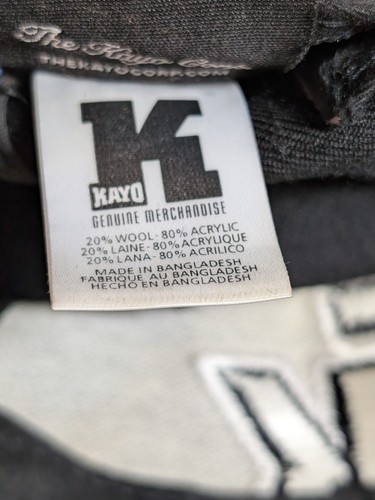 The Kayo Corp
THEKAYOCORP.COM
K
KAYO
GENUINE MERCHANDISE
20% WOOL - 80% ACRYLIC
20% LAINE - 80% ACRYLIQUE
20% LANA - 80% ACRILICO
MADE IN BANGLADESH
FABRIQUE AU BANGLADESH
HECHO EN BANGLADESH